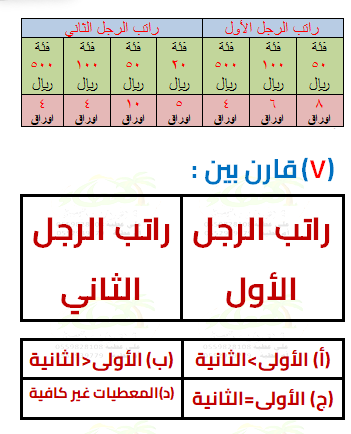 راتب الرجل الأول راتب الرجل الثاني
فئة ٥٠ ريال فئة ١٠٠ ريال فئة ٥٠٠ ريال فئة ٢٠ ريال فئة ٥٠ ريال فئة ١٠٠ ريال فئة ٥٠٠ ريال
٨ اوراق ٦ اوراق ٤ اوراق ٥ اوراق ١٠ اوراق ٤ اوراق ٤ اوراق
(٧) قارن بين :
راتب الرجل الأول راتب الرجل الثاني
(أ) الأولى>الثانية (ب) الأولى<الثانية
(ج) الأولى=الثانية (د)المعطيات غير كافية